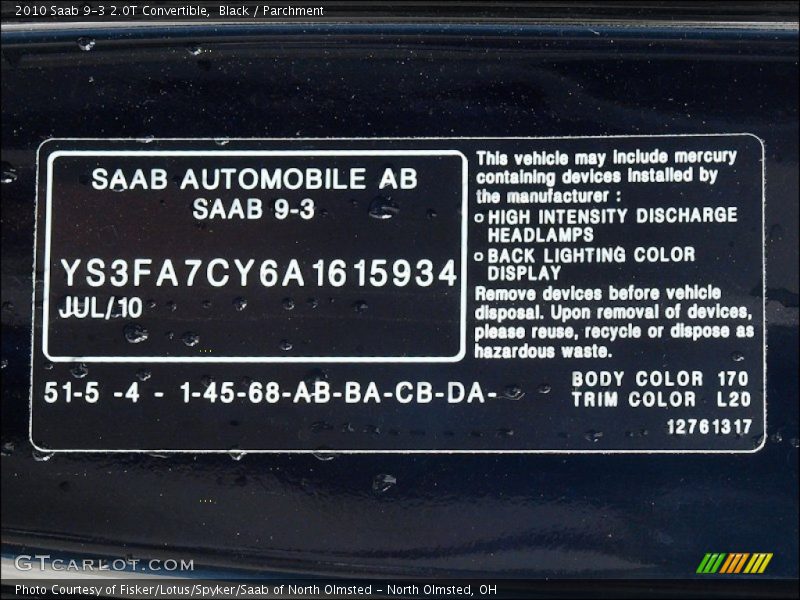 2010 Saab 9-3 2.0T Convertible,  Black / Parchment
SAAB AUTOMOBILE AB
SAAB 9-3
YS3FA7CY6A1615934
JUL/10
This vehicle may include mercury
containing devices installed by
the manufacturer :
o HIGH INTENSITY DISCHARGE
HEADLAMPS
o BACK LIGHTING COLOR
DISPLAY
Remove devices before vehicle
disposal. Upon removal of devices,
please reuse, recycle or dispose as
hazardous waste.
51-5 -4 - 1-45-68-AB-BA-CB-DA-
BODY COLOR 170
TRIM COLOR L20
12761317
GTCARLOT.COM
Photo Courtesy of Fisker/Lotus/Spyker/Saab of North Olmsted - North Olmsted, OH